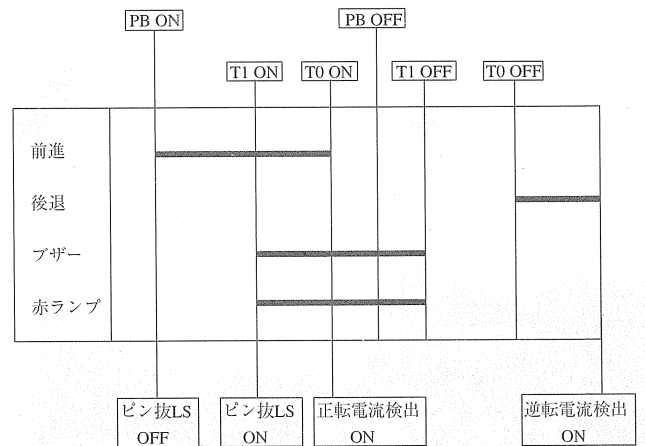 PB ON
PB OFF
T1 ON
T0 ON
T1 OFF
T0 OFF
前進
後退
ブザー
赤ランプ
ピン抜LS
OFF
ピン抜LS
ON
正転電流検出
ON
逆転電流検出
ON